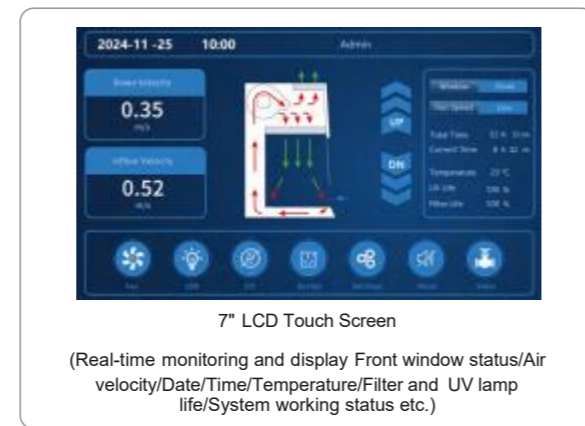 2024-11 -25 10:00 Admin
Down Velocity
0.35
m/s
Inflow Velocity
0.52
m/s
UP
DN
Window
Fan Speed Low
Total Time
Current Time
Temperature 23 °C
UV Life 100 %
Filter Life 100 %
Fan
7" LCD Touch Screen
(Real-time monitoring and display Front window status/Air
velocity/Date/Time/Temperature/Filter and UV lamp
life/System working status etc.)